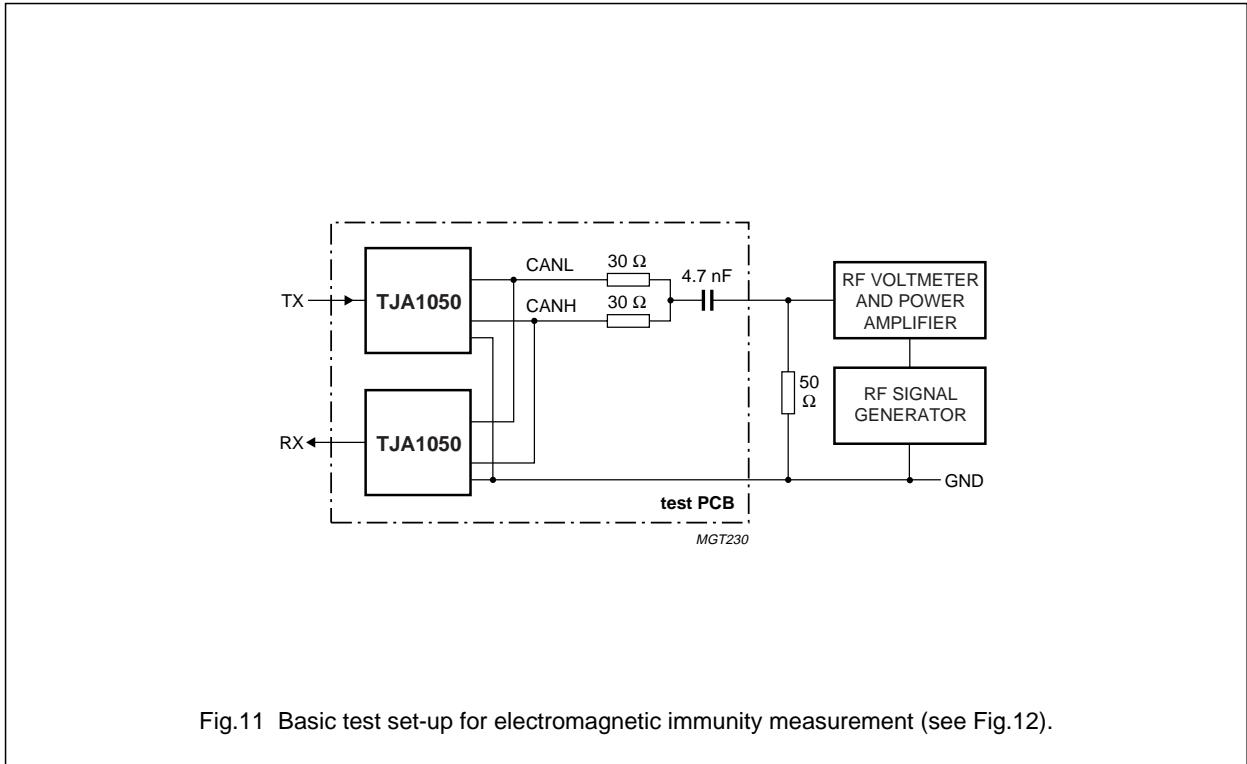 CANL
30 Ω
4.7 nF
RF VOLTMETER
AND POWER
AMPLIFIER
TX
TJA1050
CANH
30 Ω
50
Ω
RF SIGNAL
GENERATOR
RX
TJA1050
GND
test PCB
MGT230
Fig.11 Basic test set-up for electromagnetic immunity measurement (see Fig.12).